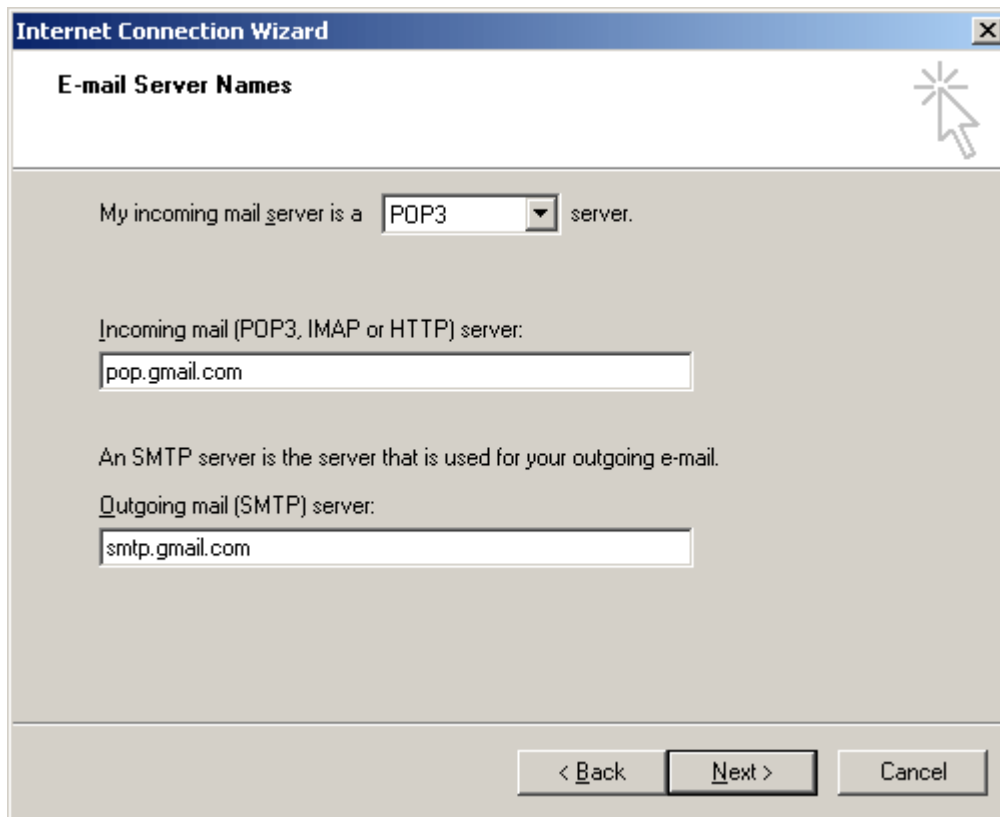 Internet Connection Wizard
E-mail Server Names
My incoming mail server is a POP3 server.
Incoming mail (POP3, IMAP or HTTP) server:
pop.gmail.com
An SMTP server is the server that is used for your outgoing e-mail.
Outgoing mail (SMTP) server:
smtp.gmail.com
< Back Next > Cancel